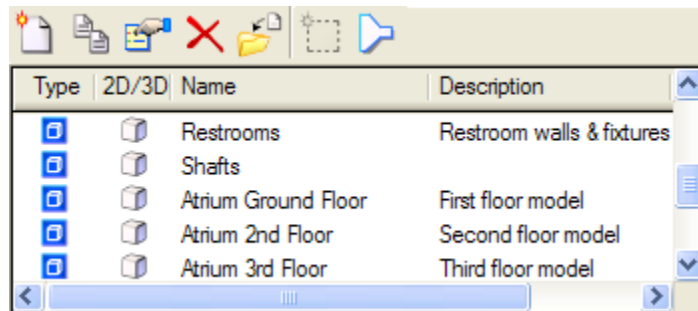 Type 2D/3D Name Description
Restrooms Restroom walls & fixtures
Shafts
Atrium Ground Floor First floor model
Atrium 2nd Floor Second floor model
Atrium 3rd Floor Third floor model